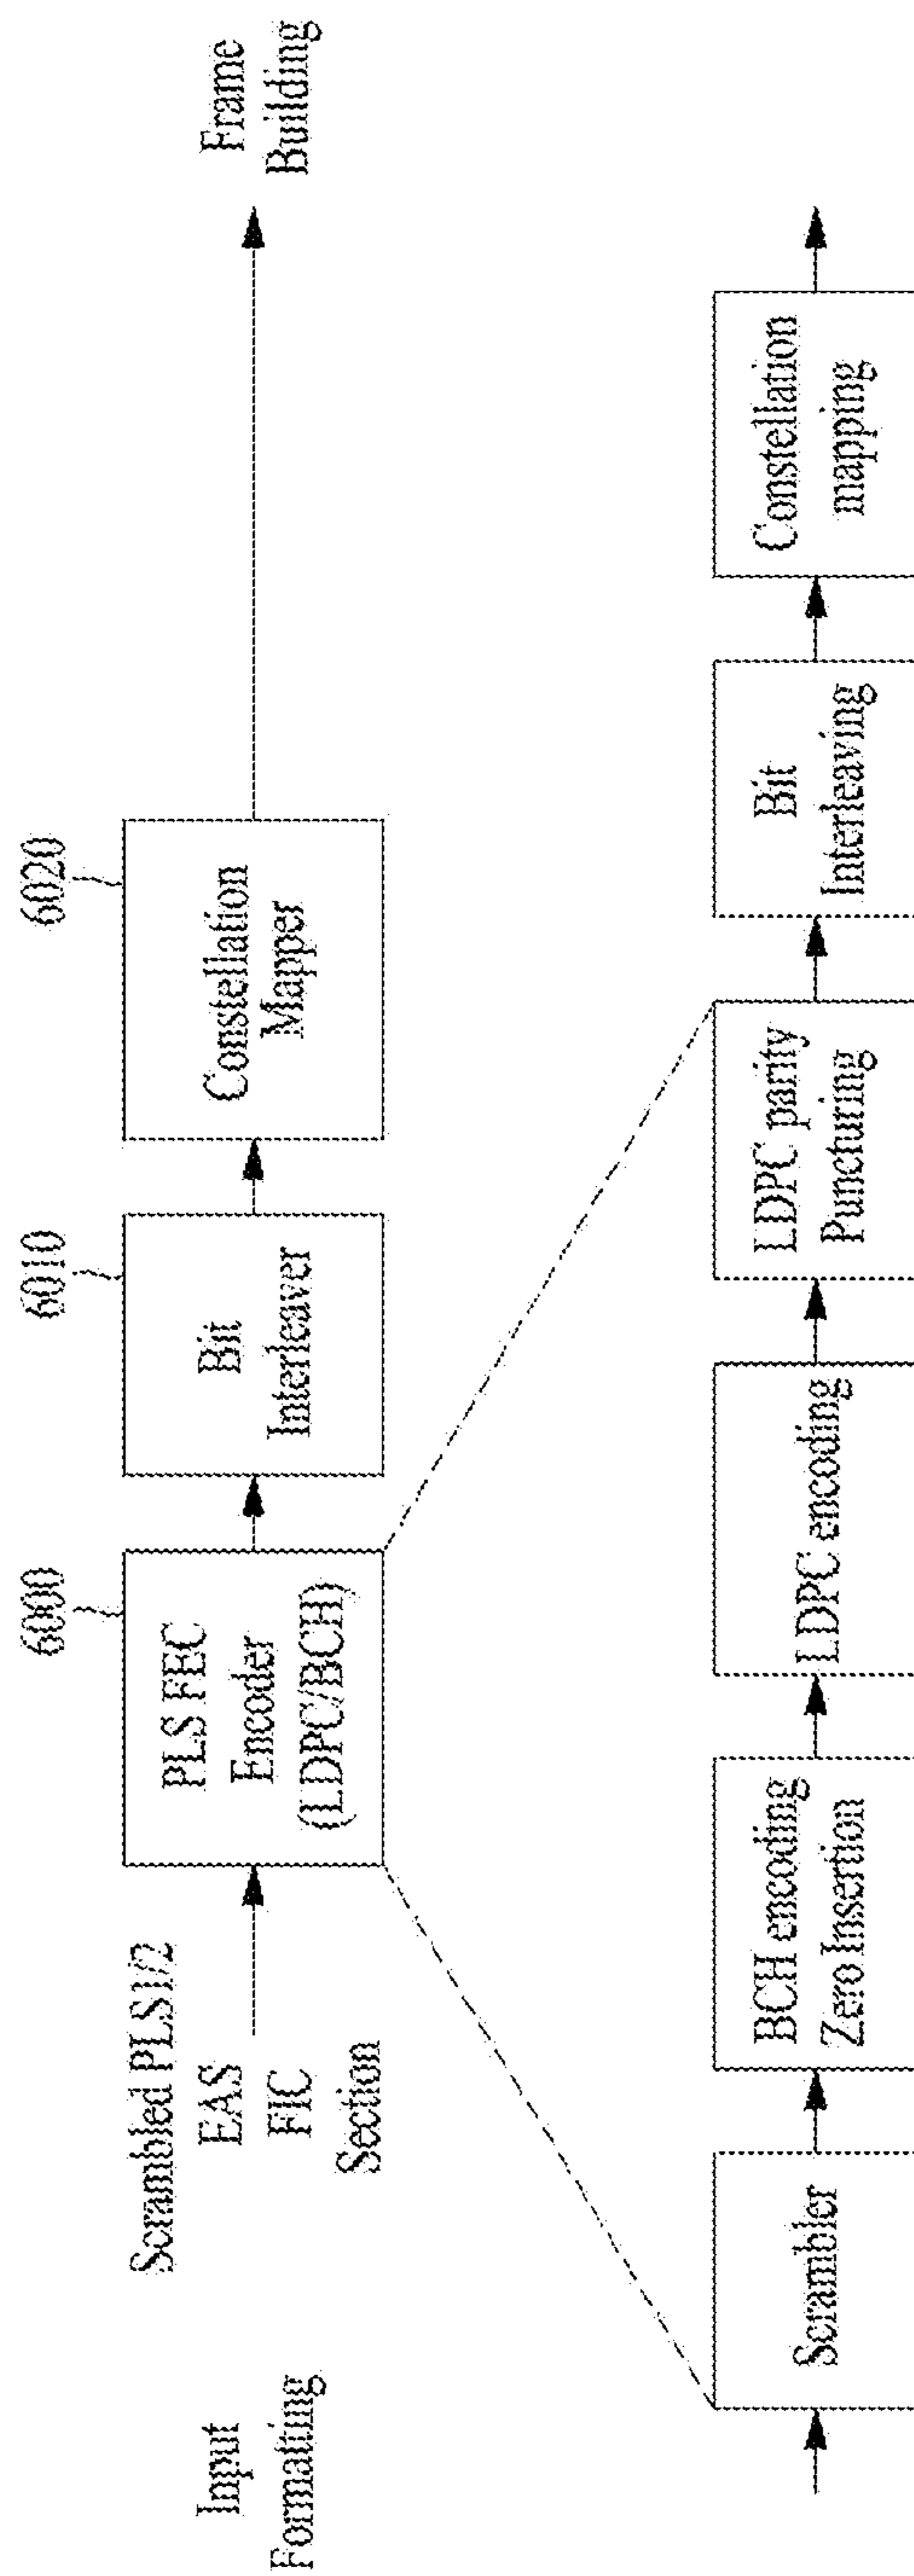 Input
Formatting
Scrambled PLS1/2
EAS
FIC
Section
6000
PLS FEC
Encoder
(LDPC/BCH)
6010
Bit
Interleaver
6020
Constellation
Mapper
Frame
Building
Scrambler
BCH encoding
Zero Insertion
LDPC encoding
LDPC parity
Puncturing
Bit
Interleaving
Constellation
mapping